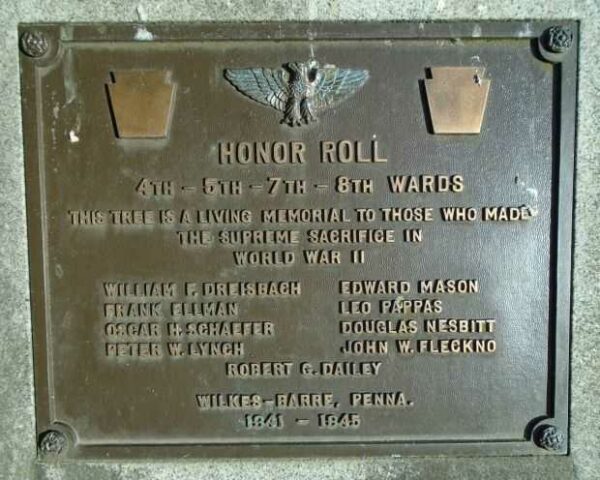 HONOR ROLL
4TH - 5TH - 7TH - 8TH WARDS
THIS TREE IS A LIVING MEMORIAL TO THOSE WHO MADE
THE SUPREME SACRIFICE IN
WORLD WAR II
WILLIAM F. DREISBACH EDWARD MASON
FRANK ELLMAN LEO PAPPAS
OSCAR H. SCHAEFER DOUGLAS NESBITT
PETER W. LYNCH JOHN W. FLECKNO
ROBERT G. DAILEY
WILKES-BARRE, PENNA.
1941 - 1945